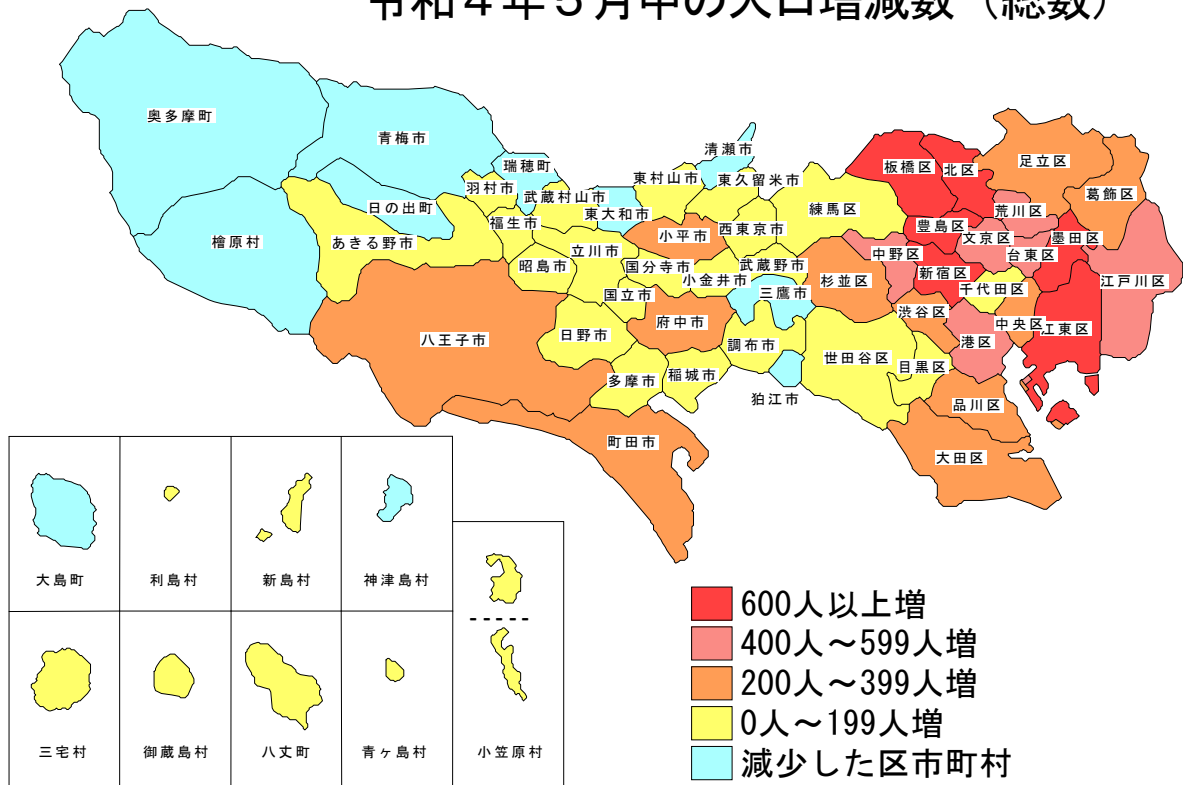 令和４年５月中の人口増減数（総数）
奥多摩町
青梅市
瑞穂町
清瀬市
板橋区
北区
足立区
葛飾区
日の出町
羽村市
武蔵村山市
東大和市
東村山市
東久留米市
練馬区
荒川区
豊島区
文京区
墨田区
台東区
檜原村
あきる野市
福生市
昭島市
立川市
小平市
西東京市
国分寺市
小金井市
武蔵野市
三鷹市
中野区
杉並区
新宿区
千代田区
江戸川区
国立市
府中市
渋谷区
中央区
江東区
港区
八王子市
日野市
調布市
世田谷区
目黒区
多摩市
稲城市
狛江市
品川区
町田市
大田区
大島町
利島村
新島村
神津島村
三宅村
御蔵島村
八丈町
青ヶ島村
小笠原村
600人以上増
400人～599人増
200人～399人増
0人～199人増
減少した区市町村